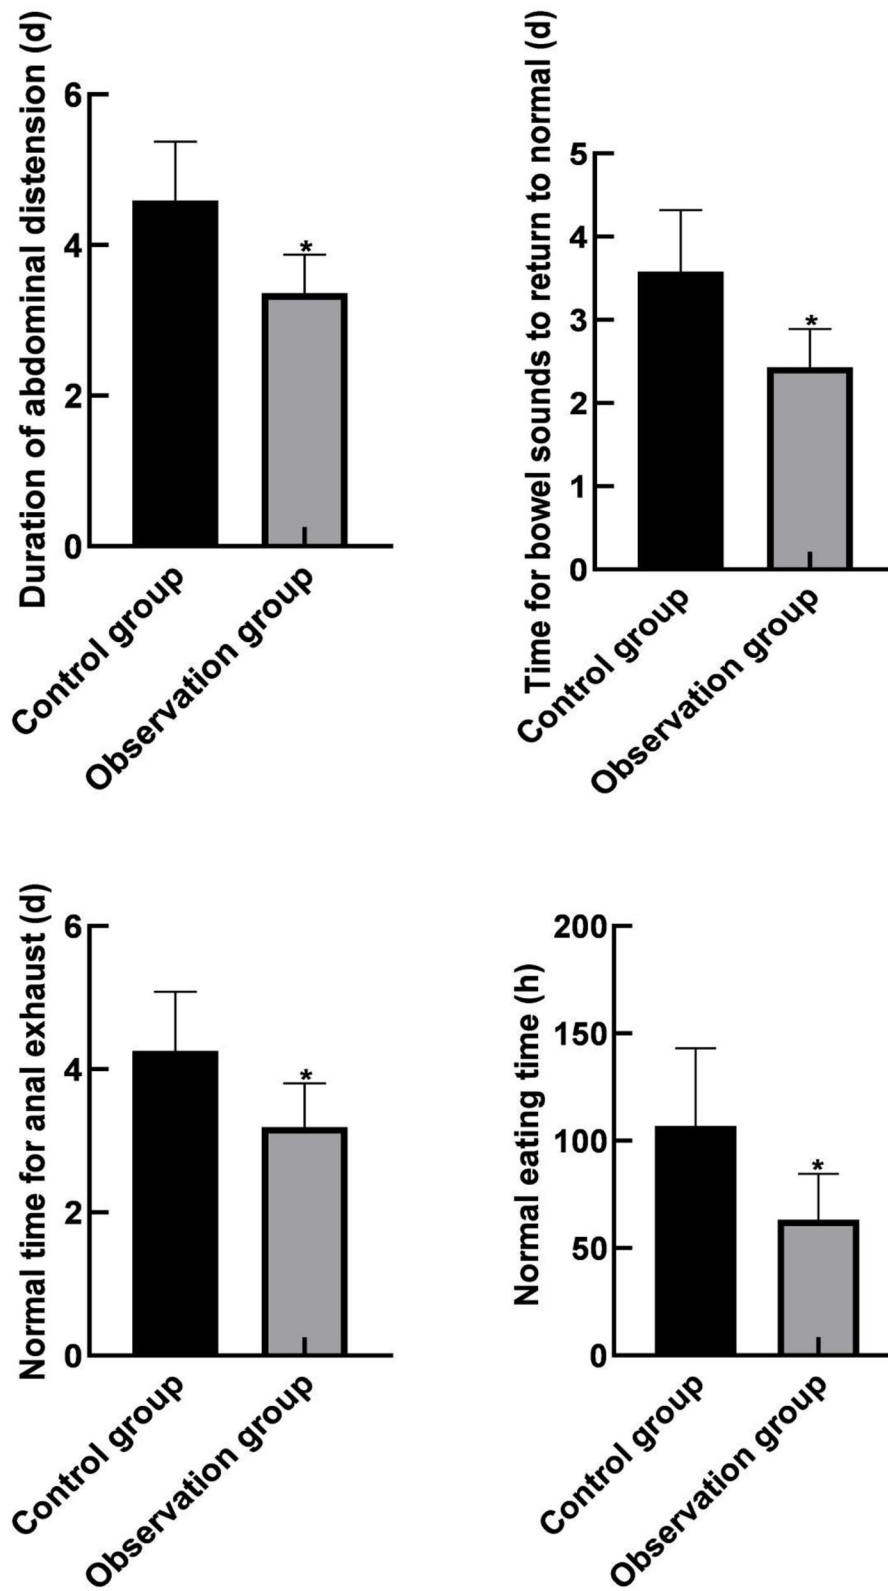 Duration of abdominal distension (d)
6
4
2
0
*
Control group
Observation group
Time for bowel sounds to return to normal (d)
5
4
3
2
1
0
*
Control group
Observation group
Normal time for anal exhaust (d)
6
4
2
0
*
Control group
Observation group
Normal eating time (h)
200
150
100
50
0
*
Control group
Observation group